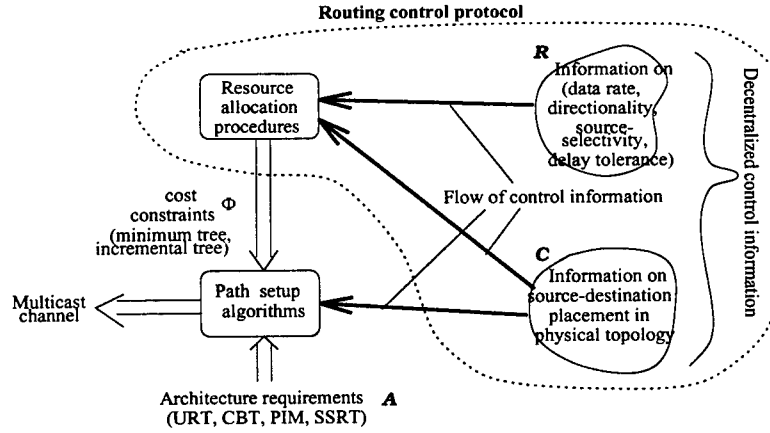 Routing control protocol
Resource
allocation
procedures
R
Information on
(data rate,
directionality,
source-
selectivity,
delay tolerance)
Decentralized control information
cost
constraints Φ
(minimum tree,
incremental tree)
Flow of control information
C
Information on
source-destination
placement in
physical topology
Path setup
algorithms
Multicast
channel
Architecture requirements A
(URT, CBT, PIM, SSRT)